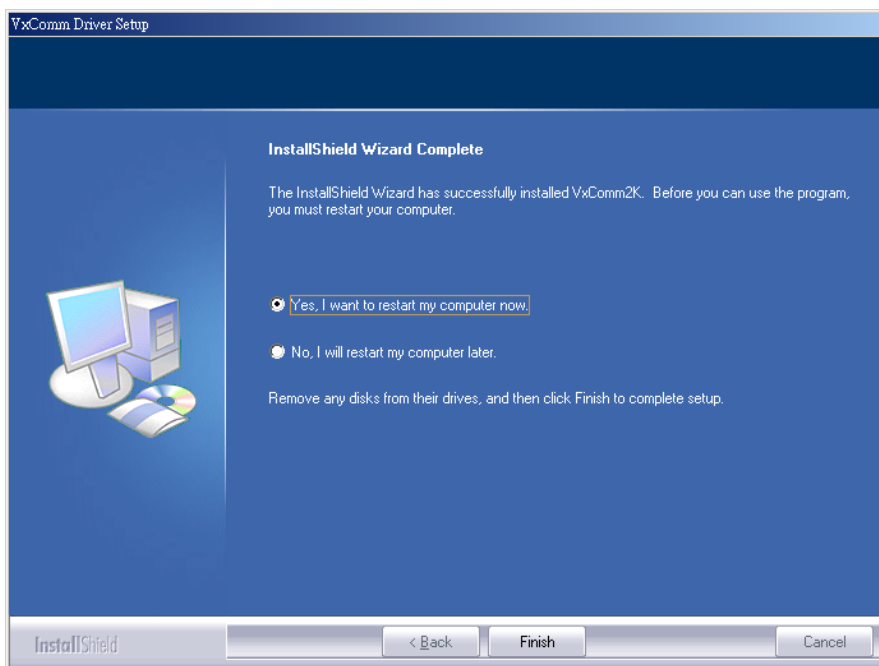 VxComm Driver Setup
InstallShield Wizard Complete
The InstallShield Wizard has successfully installed VxComm2K.  Before you can use the program,
you must restart your computer.
Yes, I want to restart my computer now.
No, I will restart my computer later.
Remove any disks from their drives, and then click Finish to complete setup.
InstallShield
< Back
Finish
Cancel